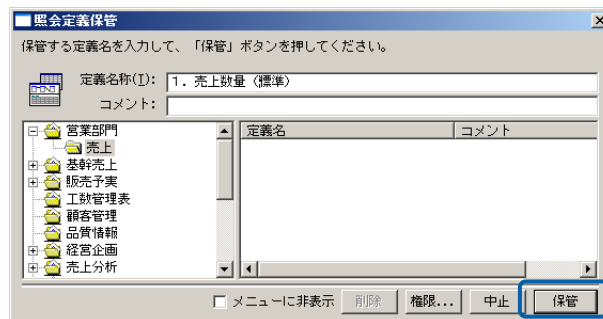 照会定義保管
保管する定義名を入力して、「保管」ボタンを押してください。
定義名称(I): 1. 売上数量（標準）
コメント:
営業部門
売上
基幹売上
販売予実
工数管理表
顧客管理
品質情報
経営企画
売上分析
定義名 コメント
メニューに非表示 削除 権限... 中止 保管